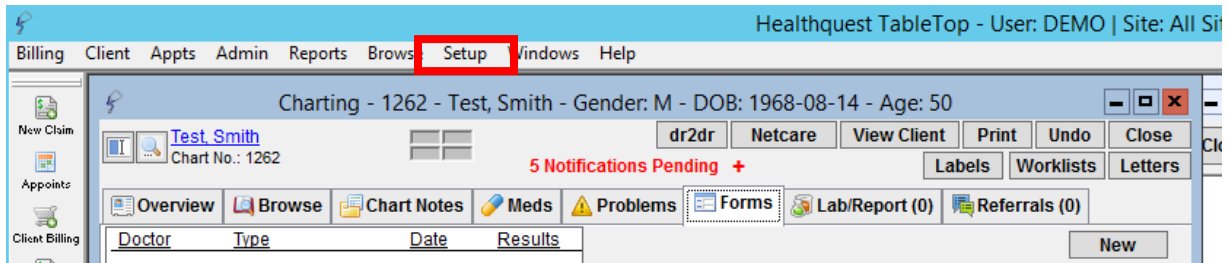 Healthquest TableTop - User: DEMO | Site: All Sit
Billing Client Appts Admin Reports Browse Setup Windows Help
Charting - 1262 - Test, Smith - Gender: M - DOB: 1968-08-14 - Age: 50
New Claim
Test, Smith
Chart No.: 1262
dr2dr Netcare View Client Print Undo Close
5 Notifications Pending +
Labels Worklists Letters
Appoints
Overview Browse Chart Notes Meds Problems Forms Lab/Report (0) Referrals (0)
Client Billing
Doctor Type Date Results
New